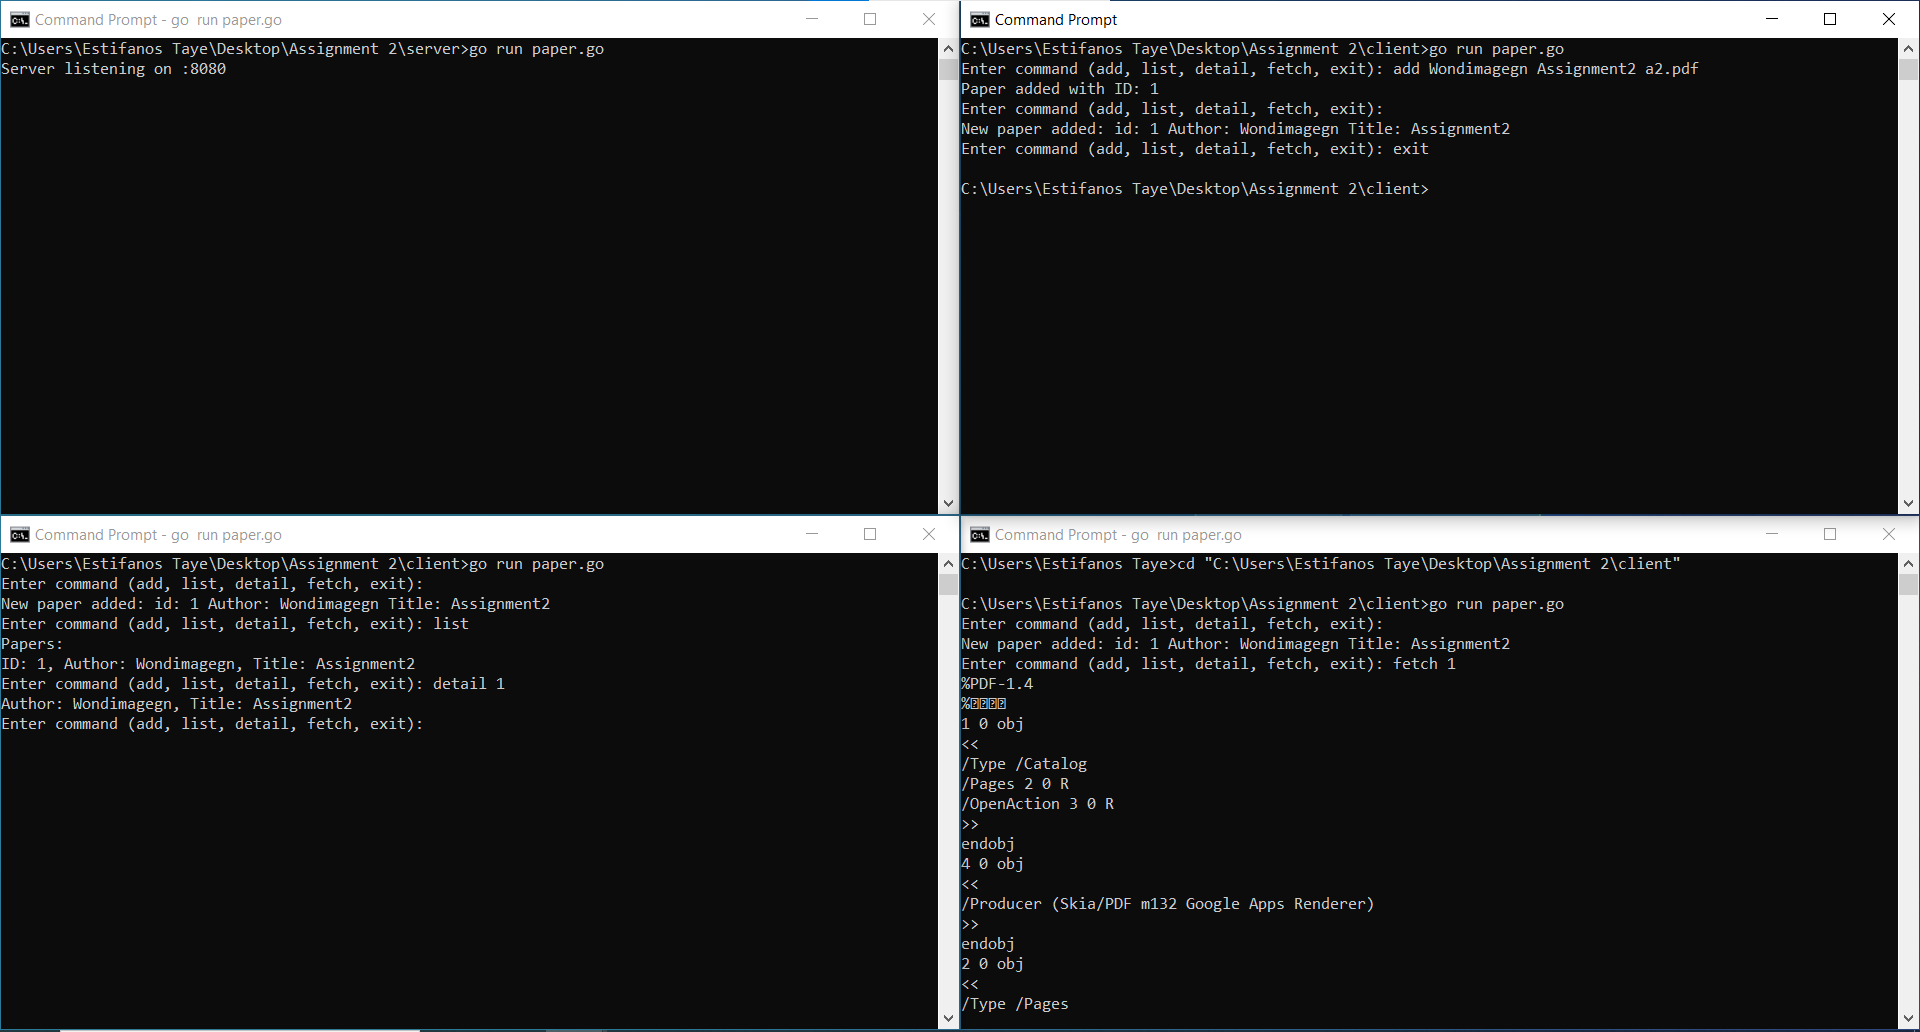 Command Prompt - go  run paper.go
C:\Users\Estifanos Taye\Desktop\Assignment 2\server>go run paper.go
Server listening on :8080
Command Prompt
C:\Users\Estifanos Taye\Desktop\Assignment 2\client>go run paper.go
Enter command (add, list, detail, fetch, exit): add Wondimagegn Assignment2 a2.pdf
Paper added with ID: 1
Enter command (add, list, detail, fetch, exit):
New paper added: id: 1 Author: Wondimagegn Title: Assignment2
Enter command (add, list, detail, fetch, exit): exit
C:\Users\Estifanos Taye\Desktop\Assignment 2\client>
Command Prompt - go  run paper.go
C:\Users\Estifanos Taye\Desktop\Assignment 2\client>go run paper.go
Enter command (add, list, detail, fetch, exit):
New paper added: id: 1 Author: Wondimagegn Title: Assignment2
Enter command (add, list, detail, fetch, exit): list
Papers:
ID: 1, Author: Wondimagegn, Title: Assignment2
Enter command (add, list, detail, fetch, exit): detail 1
Author: Wondimagegn, Title: Assignment2
Enter command (add, list, detail, fetch, exit):
Command Prompt - go  run paper.go
C:\Users\Estifanos Taye>cd "C:\Users\Estifanos Taye\Desktop\Assignment 2\client"
C:\Users\Estifanos Taye\Desktop\Assignment 2\client>go run paper.go
Enter command (add, list, detail, fetch, exit):
New paper added: id: 1 Author: Wondimagegn Title: Assignment2
Enter command (add, list, detail, fetch, exit): fetch 1
%PDF-1.4
%����
1 0 obj
<<
/Type /Catalog
/Pages 2 0 R
/OpenAction 3 0 R
>>
endobj
4 0 obj
<<
/Producer (Skia/PDF m132 Google Apps Renderer)
>>
endobj
2 0 obj
<<
/Type /Pages